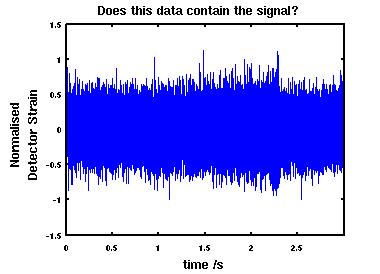 Does this data contain the signal?
1.5
1
0.5
0
-0.5
-1
-1.5
Normalised
Detector Strain
0 0.5 1 1.5 2 2.5
time /s